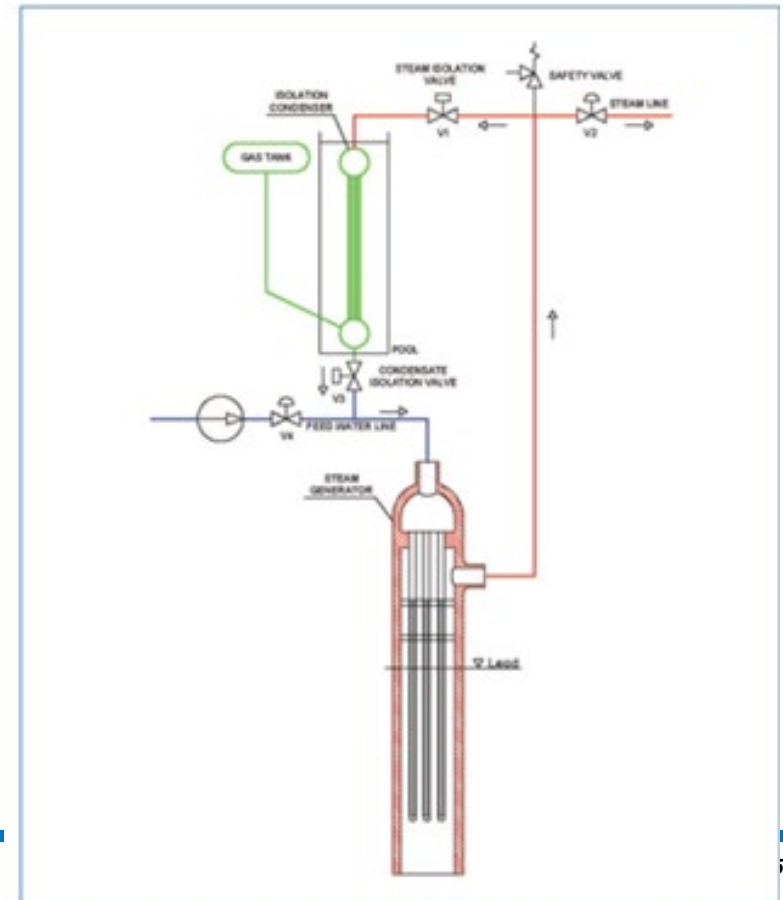 STEAM ISOLATION
VALVE
SAFETY VALVE
ISOLATION
CONDENSER
STEAM LINE
V1
V2
GAS TANK
POOL
CONDENSATE
ISOLATION VALVE
V3
FEED WATER LINE
V4
STEAM
GENERATOR
Lead